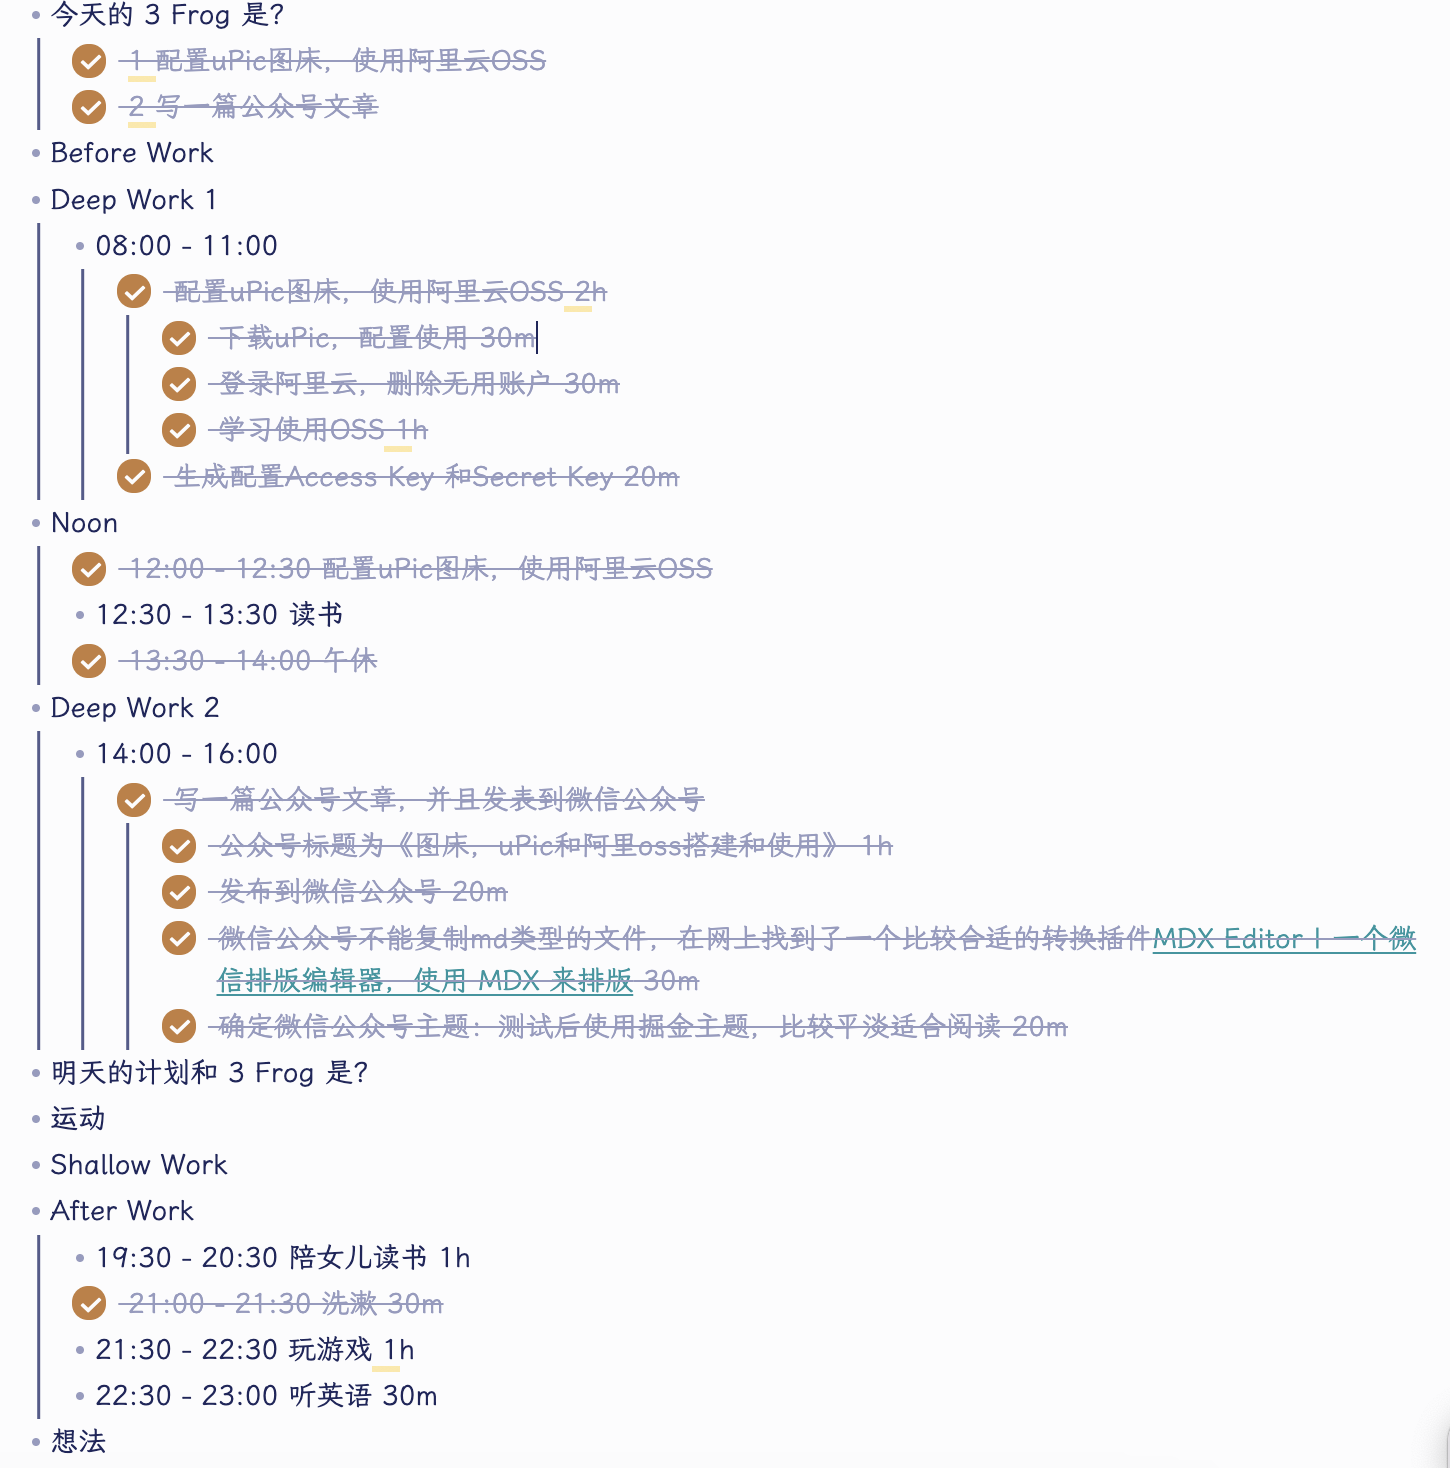 今天的 3 Frog 是?
1 配置uPic图床，使用阿里云OSS
2 写一篇公众号文章
Before Work
Deep Work 1
08:00 - 11:00
配置uPic图床，使用阿里云OSS 2h
下载uPic，配置使用 30m
登录阿里云，删除无用账户 30m
学习使用OSS 1h
生成配置Access Key 和Secret Key 20m
Noon
12:00 - 12:30 配置uPic图床，使用阿里云OSS
12:30 - 13:30 读书
13:30 - 14:00 午休
Deep Work 2
14:00 - 16:00
写一篇公众号文章，并且发表到微信公众号
公众号标题为《图床，uPic和阿里oss搭建和使用》 1h
发布到微信公众号 20m
微信公众号不能复制md类型的文件，在网上找到了一个比较合适的转换插件MDX Editor | 一个微
信排版编辑器，使用 MDX 来排版 30m
确定微信公众号主题：测试后使用掘金主题，比较平淡适合阅读 20m
明天的计划和 3 Frog 是?
运动
Shallow Work
After Work
19:30 - 20:30 陪女儿读书 1h
21:00 - 21:30 洗漱 30m
21:30 - 22:30 玩游戏 1h
22:30 - 23:00 听英语 30m
想法